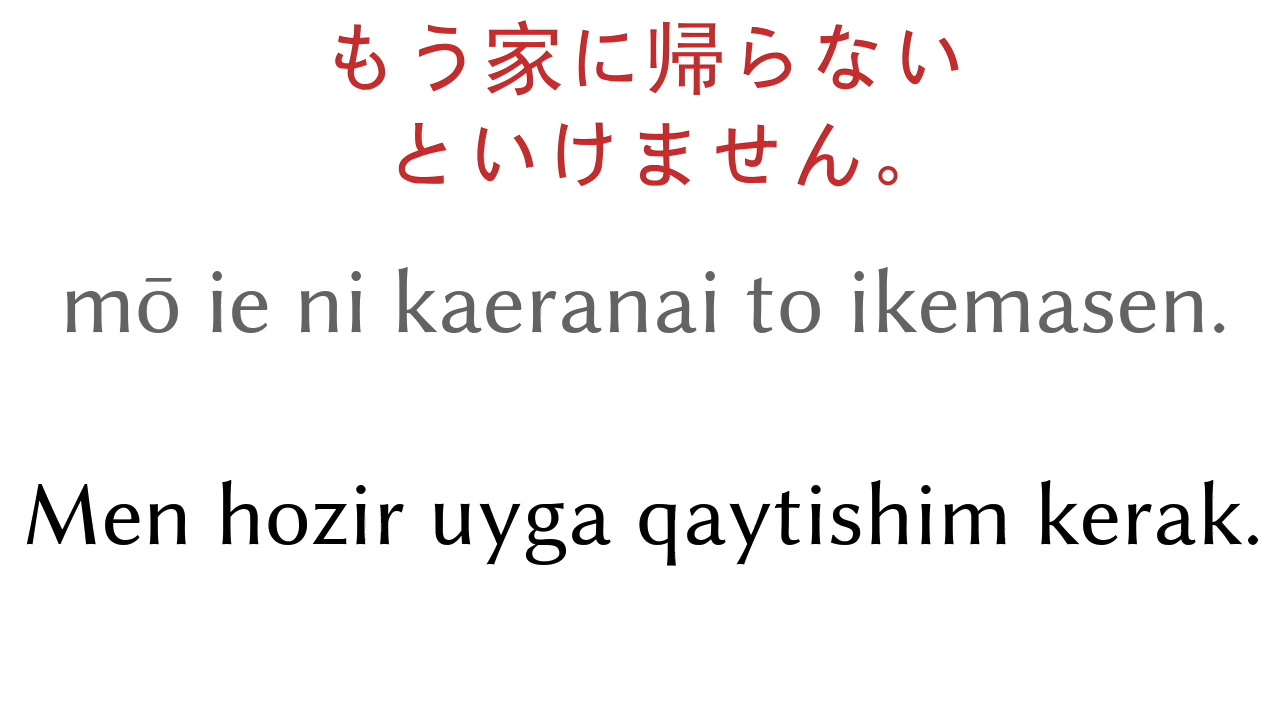 もう家に帰らない
といけません。
mō ie ni kaeranai to ikemasen.
Men hozir uyga qaytishim kerak.